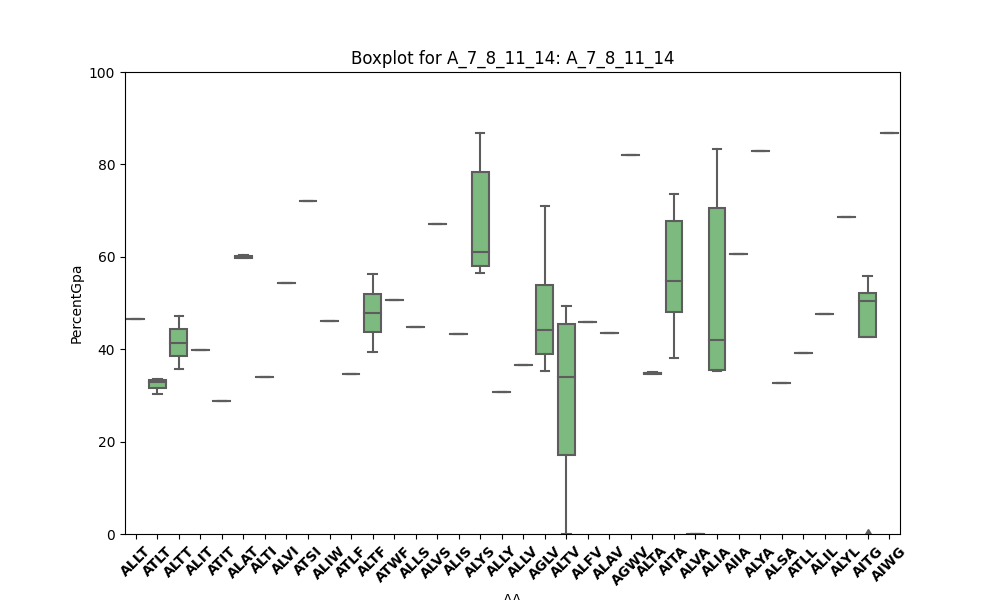 Boxplot for A_7_8_11_14: A_7_8_11_14
100
80
60
40
20
0
PercentGpa
ALLT ATLT ALTT ALIT ATIT ALAT ALTI ALVI ATSI ALIW ATLF ALTF ATWF ALLS ALVS ALIS ALYS ALLY ALLV AGLV ALTV ALFV ALAV AGWV ALTA AITA ALVA ALIA AIIA ALYA ALSA ATLL ALIL ALYL AITG AIWG
AA